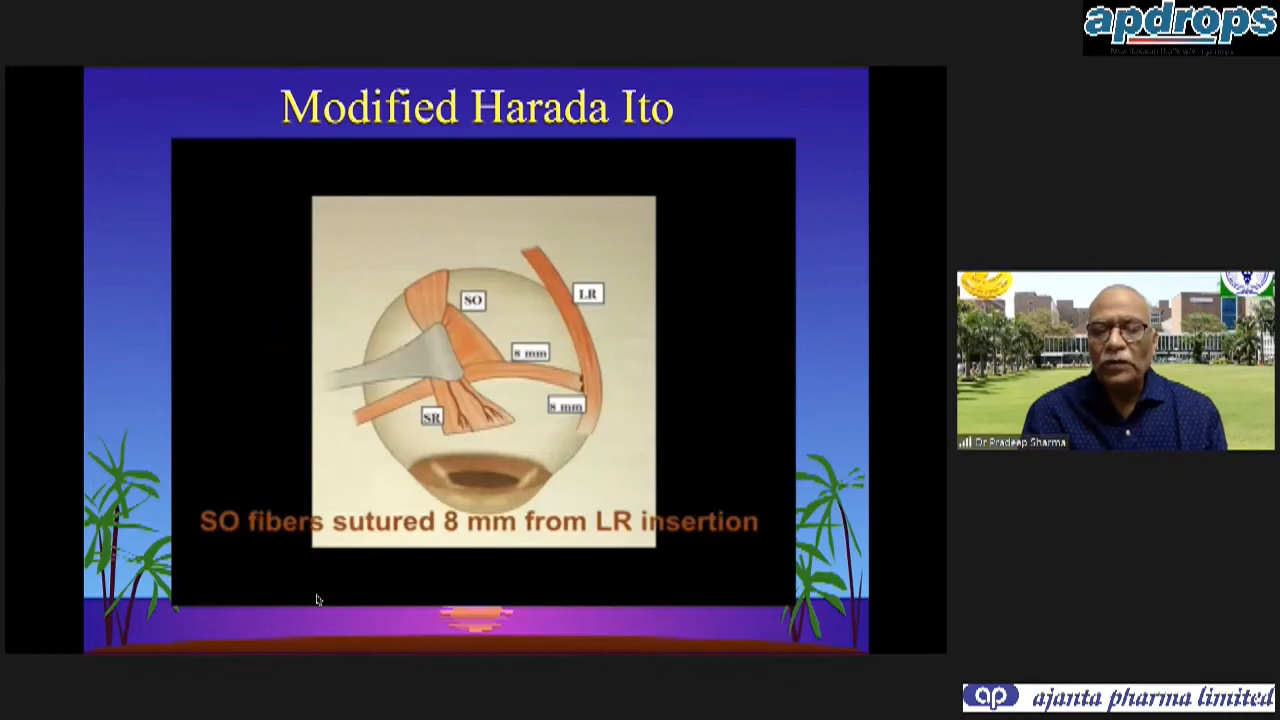 apdrops
Modified Harada Ito
SO
LR
8 mm
8 mm
SR
SO fibers sutured 8 mm from LR insertion
Dr Pradeep Sharma
ap ajanta pharma limited